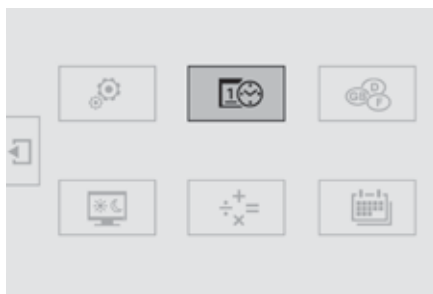 1
GB D F
÷ + × =